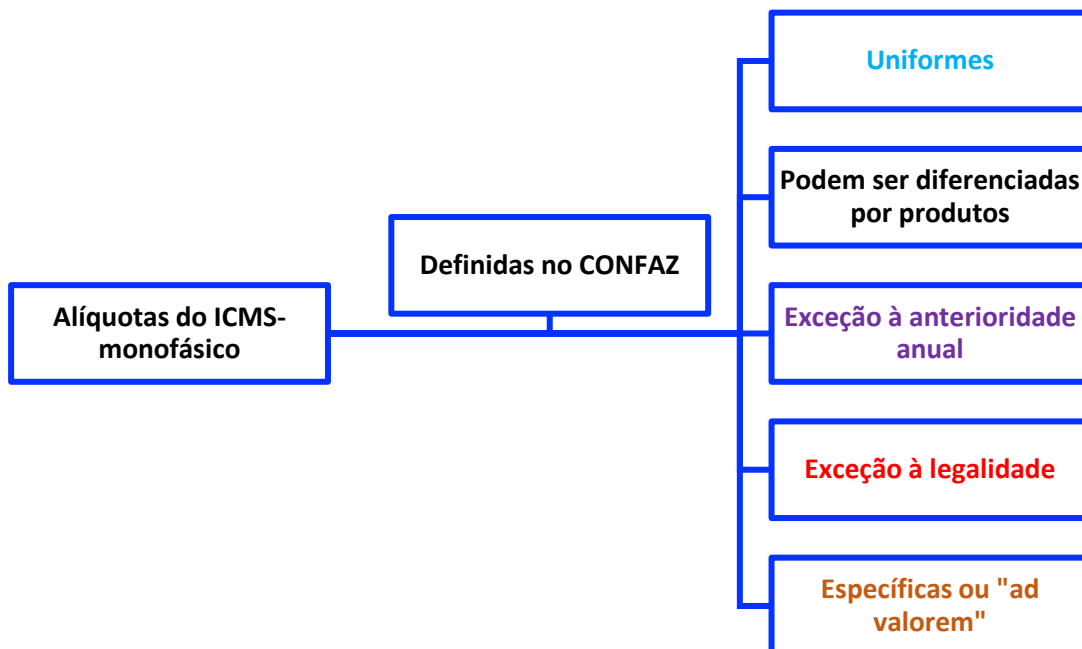 Alíquotas do ICMS-
monofásico
Definidas no CONFAZ
Uniformes
Podem ser diferenciadas
por produtos
Exceção à anterioridade
anual
Exceção à legalidade
Específicas ou "ad
valorem"